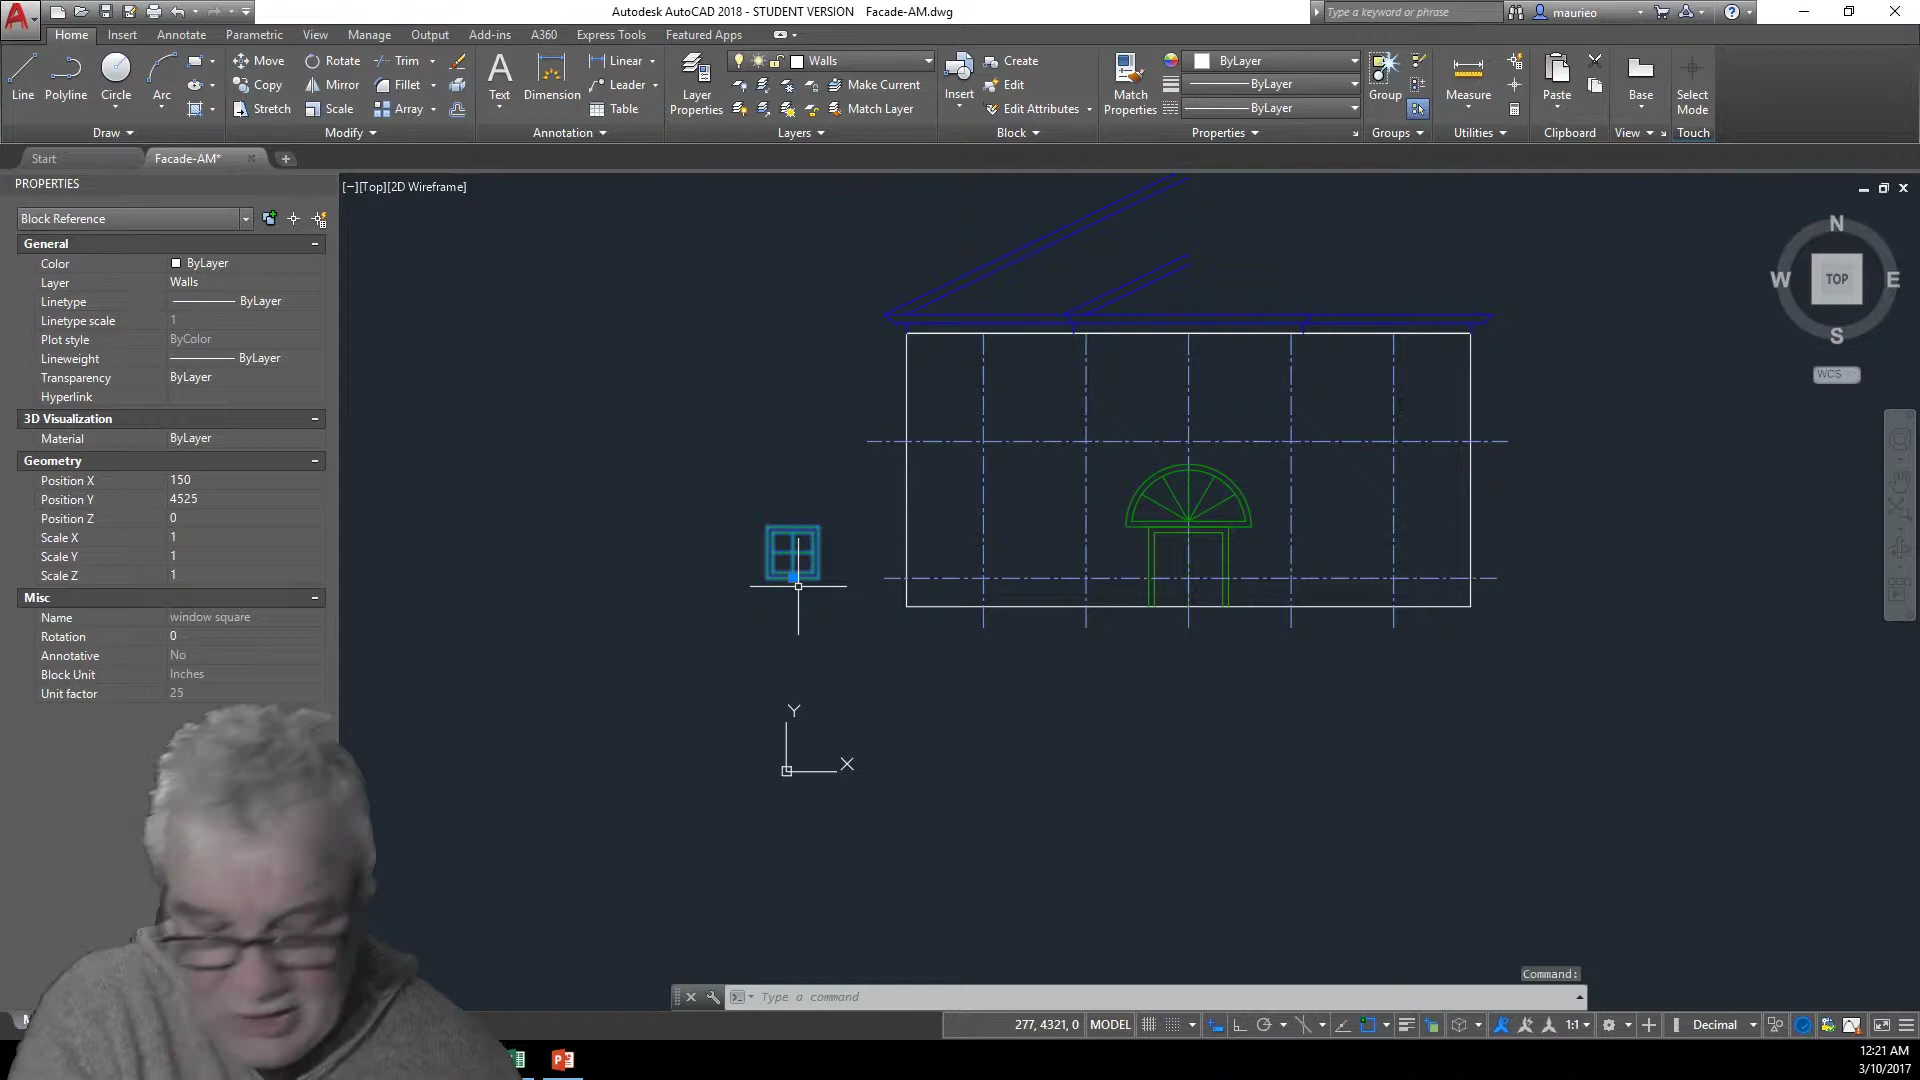 Autodesk AutoCAD 2018 - STUDENT VERSION Facade-AM.dwg
Type a keyword or phrase
maurieo
Home Insert Annotate Parametric View Manage Output Add-ins A360 Express Tools Featured Apps
Line Polyline Circle Arc
Move Rotate Trim
Copy Mirror Fillet
Stretch Scale Array
Text Dimension
Linear
Leader
Table
Layer Properties
Walls
Make Current
Match Layer
Insert
Create
Edit
Edit Attributes
Match Properties
ByLayer
ByLayer
ByLayer
Group
Measure
Paste
Base
Select Mode
Draw Modify Annotation Layers Block Properties Groups Utilities Clipboard View Touch
Start Facade-AM*
PROPERTIES
[−][Top][2D Wireframe]
Block Reference
General
Color ByLayer
Layer Walls
Linetype ByLayer
Linetype scale 1
Plot style ByColor
Lineweight ByLayer
Transparency ByLayer
Hyperlink
3D Visualization
Material ByLayer
Geometry
Position X 150
Position Y 4525
Position Z 0
Scale X 1
Scale Y 1
Scale Z 1
Misc
Name window square
Rotation 0
Annotative No
Block Unit Inches
Unit factor 25
N
W TOP E
S
WCS
Y
X
Command:
Type a command
277, 4321, 0 MODEL 1:1 Decimal
12:21 AM
3/10/2017